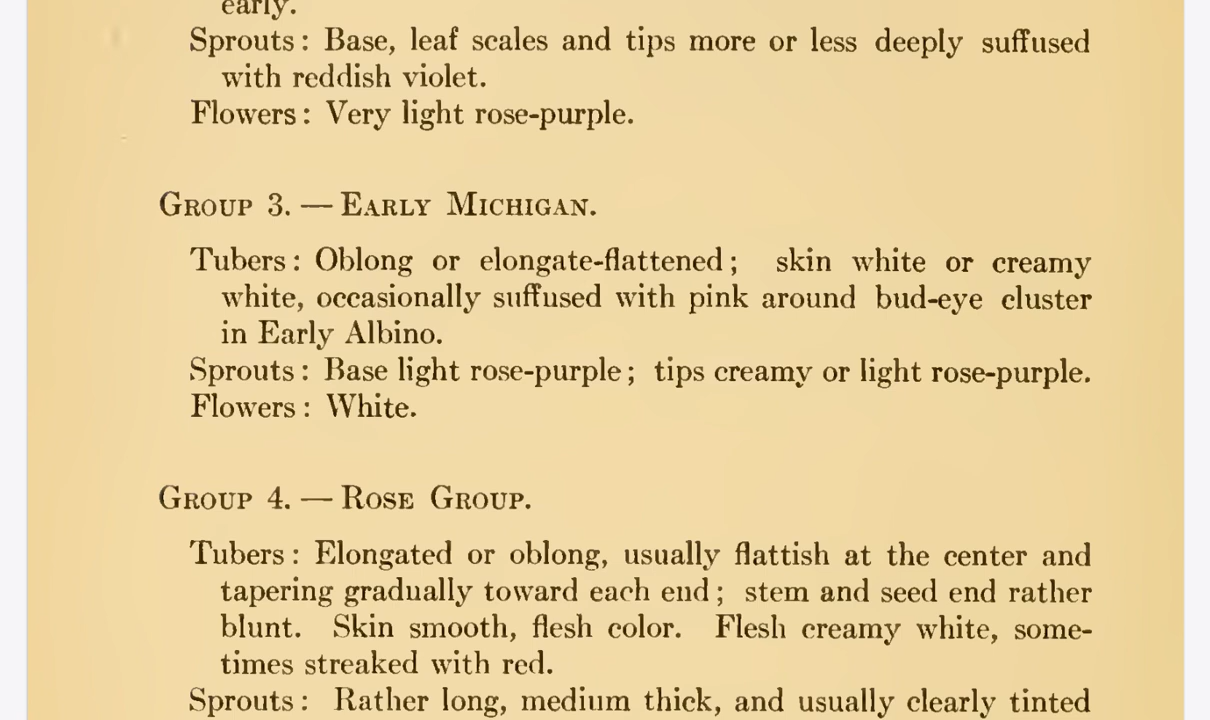 early.
Sprouts: Base, leaf scales and tips more or less deeply suffused
with reddish violet.
Flowers: Very light rose-purple.
Group 3. — Early Michigan.
Tubers: Oblong or elongate-flattened; skin white or creamy
white, occasionally suffused with pink around bud-eye cluster
in Early Albino.
Sprouts: Base light rose-purple; tips creamy or light rose-purple.
Flowers: White.
Group 4. — Rose Group.
Tubers: Elongated or oblong, usually flattish at the center and
tapering gradually toward each end; stem and seed end rather
blunt. Skin smooth, flesh color. Flesh creamy white, some-
times streaked with red.
Sprouts: Rather long, medium thick, and usually clearly tinted